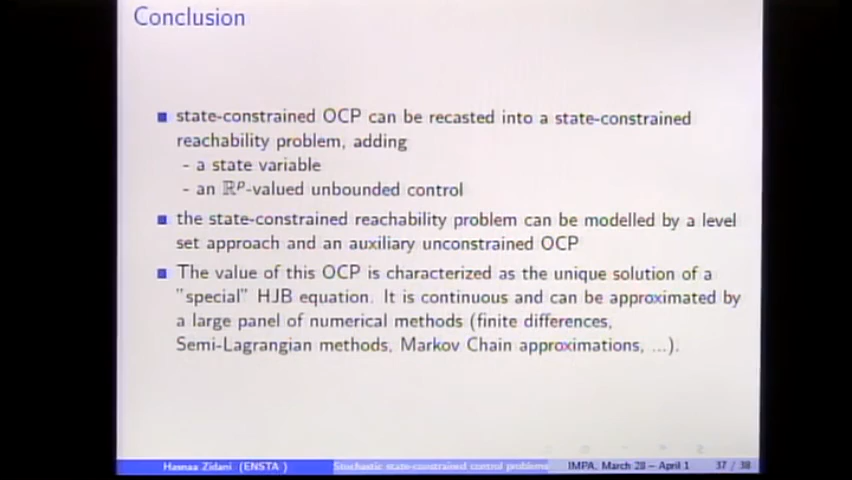 Conclusion
■ state-constrained OCP can be recasted into a state-constrained
reachability problem, adding
- a state variable
- an ℝᵖ-valued unbounded control
■ the state-constrained reachability problem can be modelled by a level
set approach and an auxiliary unconstrained OCP
■ The value of this OCP is characterized as the unique solution of a
"special" HJB equation. It is continuous and can be approximated by
a large panel of numerical methods (finite differences,
Semi-Lagrangian methods, Markov Chain approximations, ...).
Hasnaa Zidani (ENSTA ) Stochastic state-constrained control problems IMPA, March 28 – April 1 37 / 38